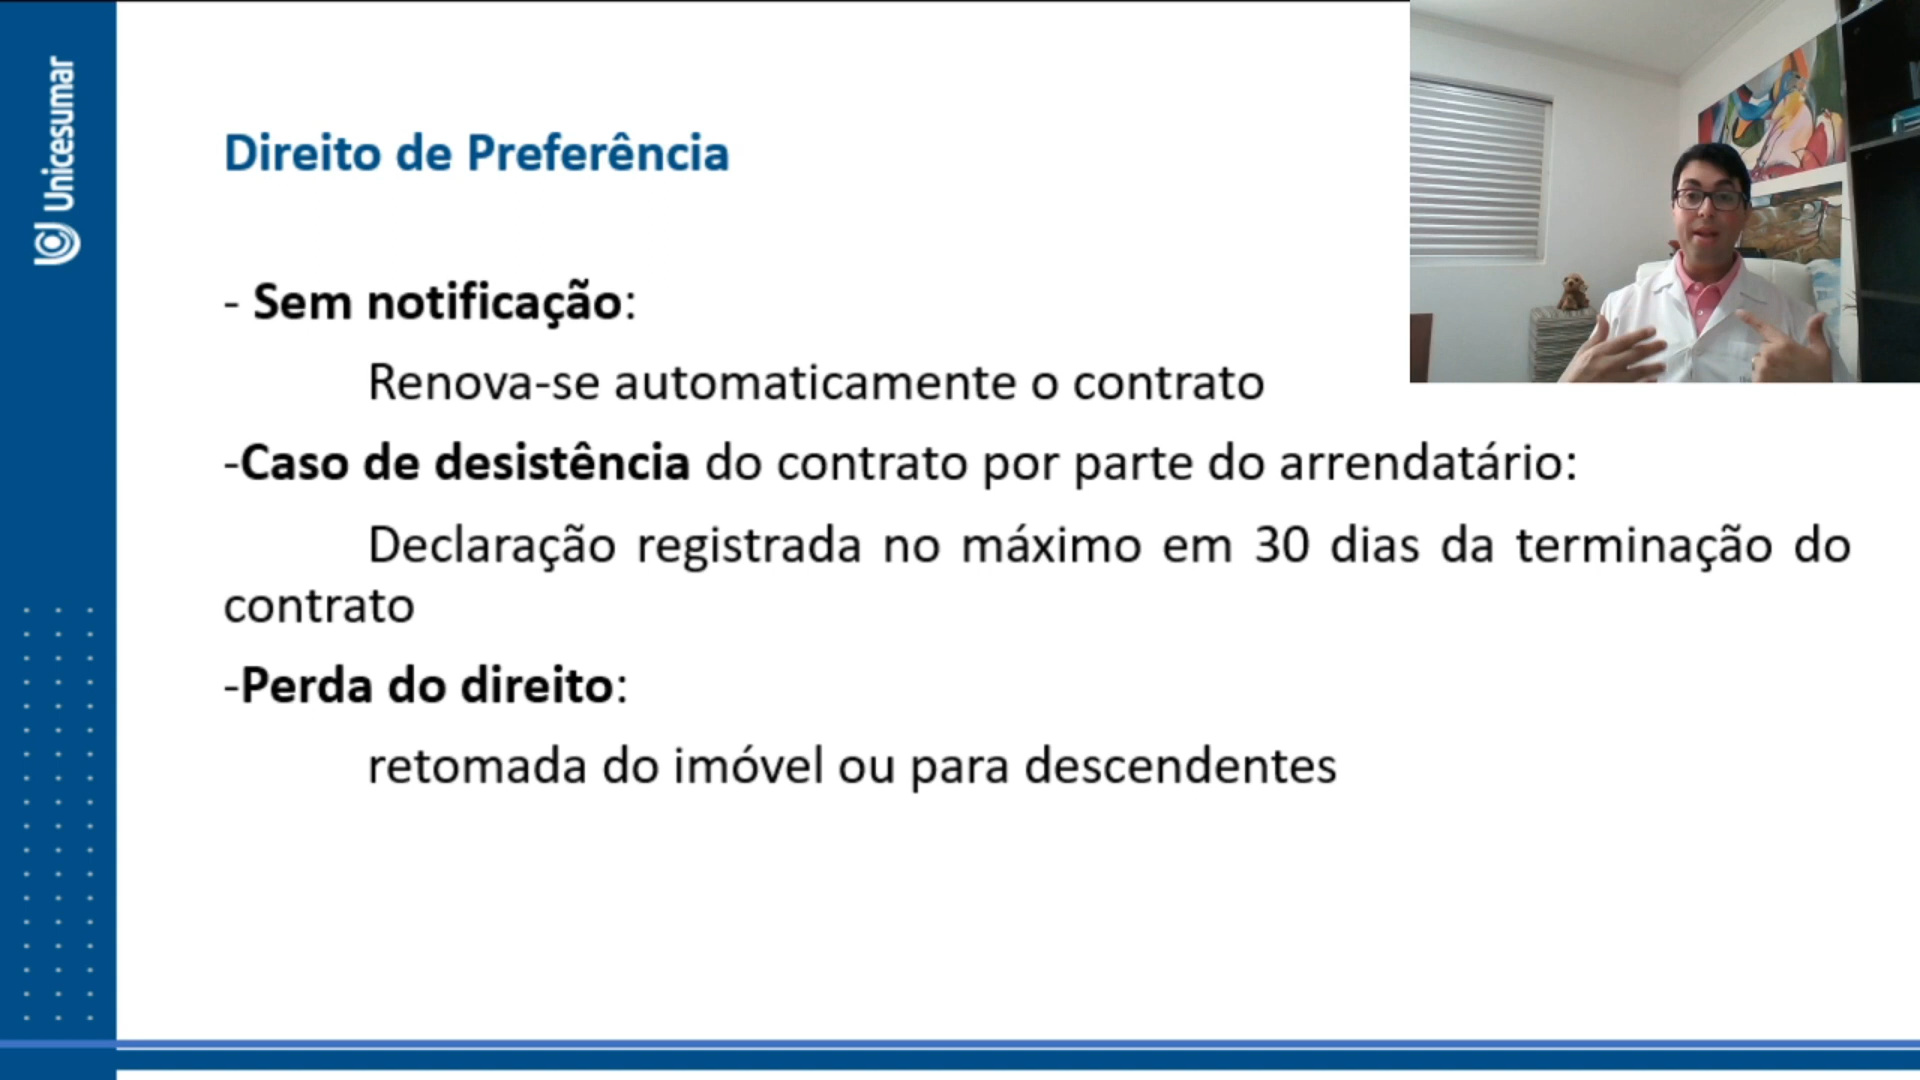 Unicesumar
Direito de Preferência
- Sem notificação:
Renova-se automaticamente o contrato
-Caso de desistência do contrato por parte do arrendatário:
Declaração registrada no máximo em 30 dias da terminação do
contrato
-Perda do direito:
retomada do imóvel ou para descendentes